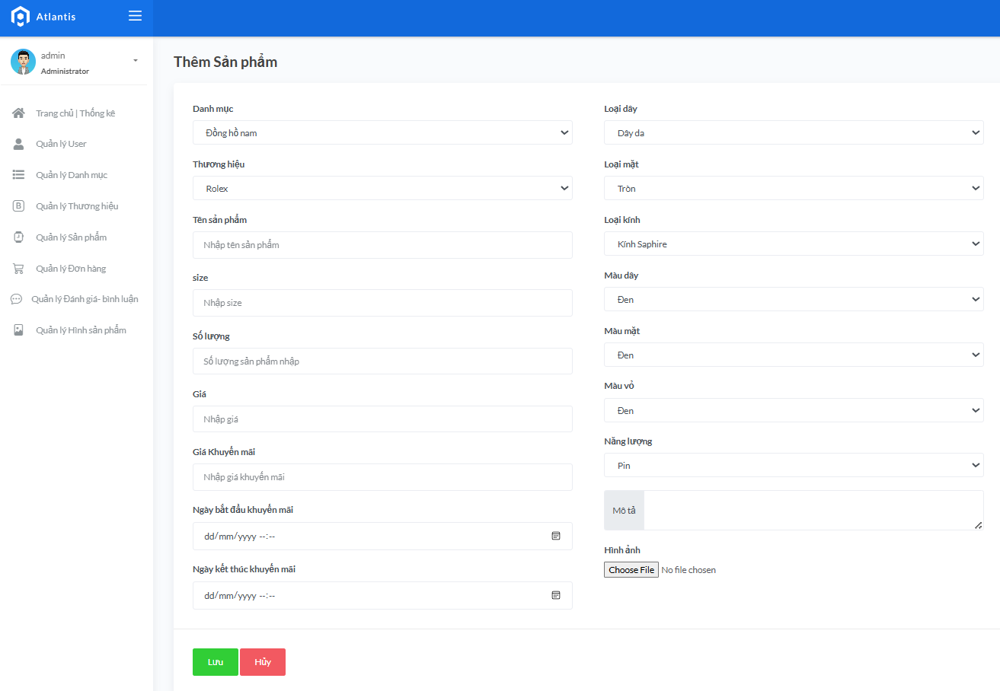 Atlantis
admin
Administrator
Trang chủ | Thống kê
Quản lý User
Quản lý Danh mục
Quản lý Thương hiệu
Quản lý Sản phẩm
Quản lý Đơn hàng
Quản lý Đánh giá- bình luận
Quản lý Hình sản phẩm
Thêm Sản phẩm
Danh mục
Đồng hồ nam
Thương hiệu
Rolex
Tên sản phẩm
Nhập tên sản phẩm
size
Nhập size
Số lượng
Số lượng sản phẩm nhập
Giá
Nhập giá
Giá Khuyến mãi
Nhập giá khuyến mãi
Ngày bắt đầu khuyến mãi
dd/mm/yyyy --:--
Ngày kết thúc khuyến mãi
dd/mm/yyyy --:--
Loại dây
Dây da
Loại mặt
Tròn
Loại kính
Kính Saphire
Màu dây
Đen
Màu mặt
Đen
Màu vỏ
Đen
Năng lượng
Pin
Mô tả
Hình ảnh
Choose File No file chosen
Lưu Hủy